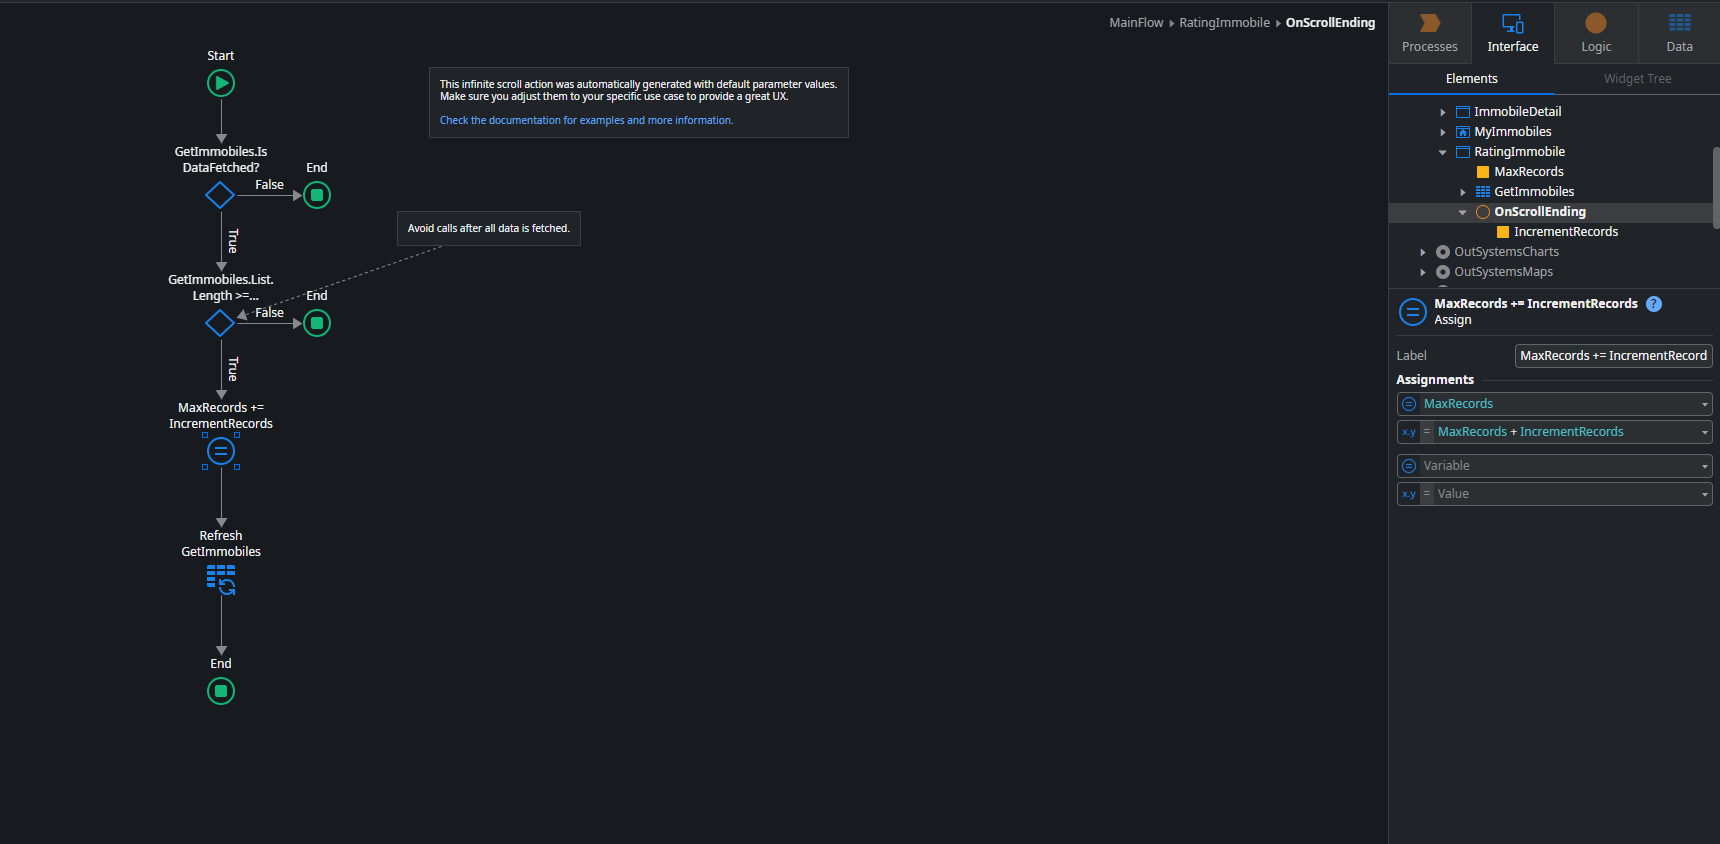 MainFlow ▸ RatingImmobile ▸ OnScrollEnding
Start
This infinite scroll action was automatically generated with default parameter values.
Make sure you adjust them to your specific use case to provide a great UX.
Check the documentation for examples and more information.
GetImmobiles.Is
DataFetched?
False
End
True
Avoid calls after all data is fetched.
GetImmobiles.List.
Length >=...
False
End
True
MaxRecords +=
IncrementRecords
Refresh
GetImmobiles
End
Processes
Interface
Logic
Data
Elements
Widget Tree
ImmobileDetail
MyImmobiles
RatingImmobile
MaxRecords
GetImmobiles
OnScrollEnding
IncrementRecords
OutSystemsCharts
OutSystemsMaps
MaxRecords += IncrementRecords ?
Assign
Label
MaxRecords += IncrementRecord
Assignments
MaxRecords
x.y = MaxRecords + IncrementRecords
Variable
x.y = Value